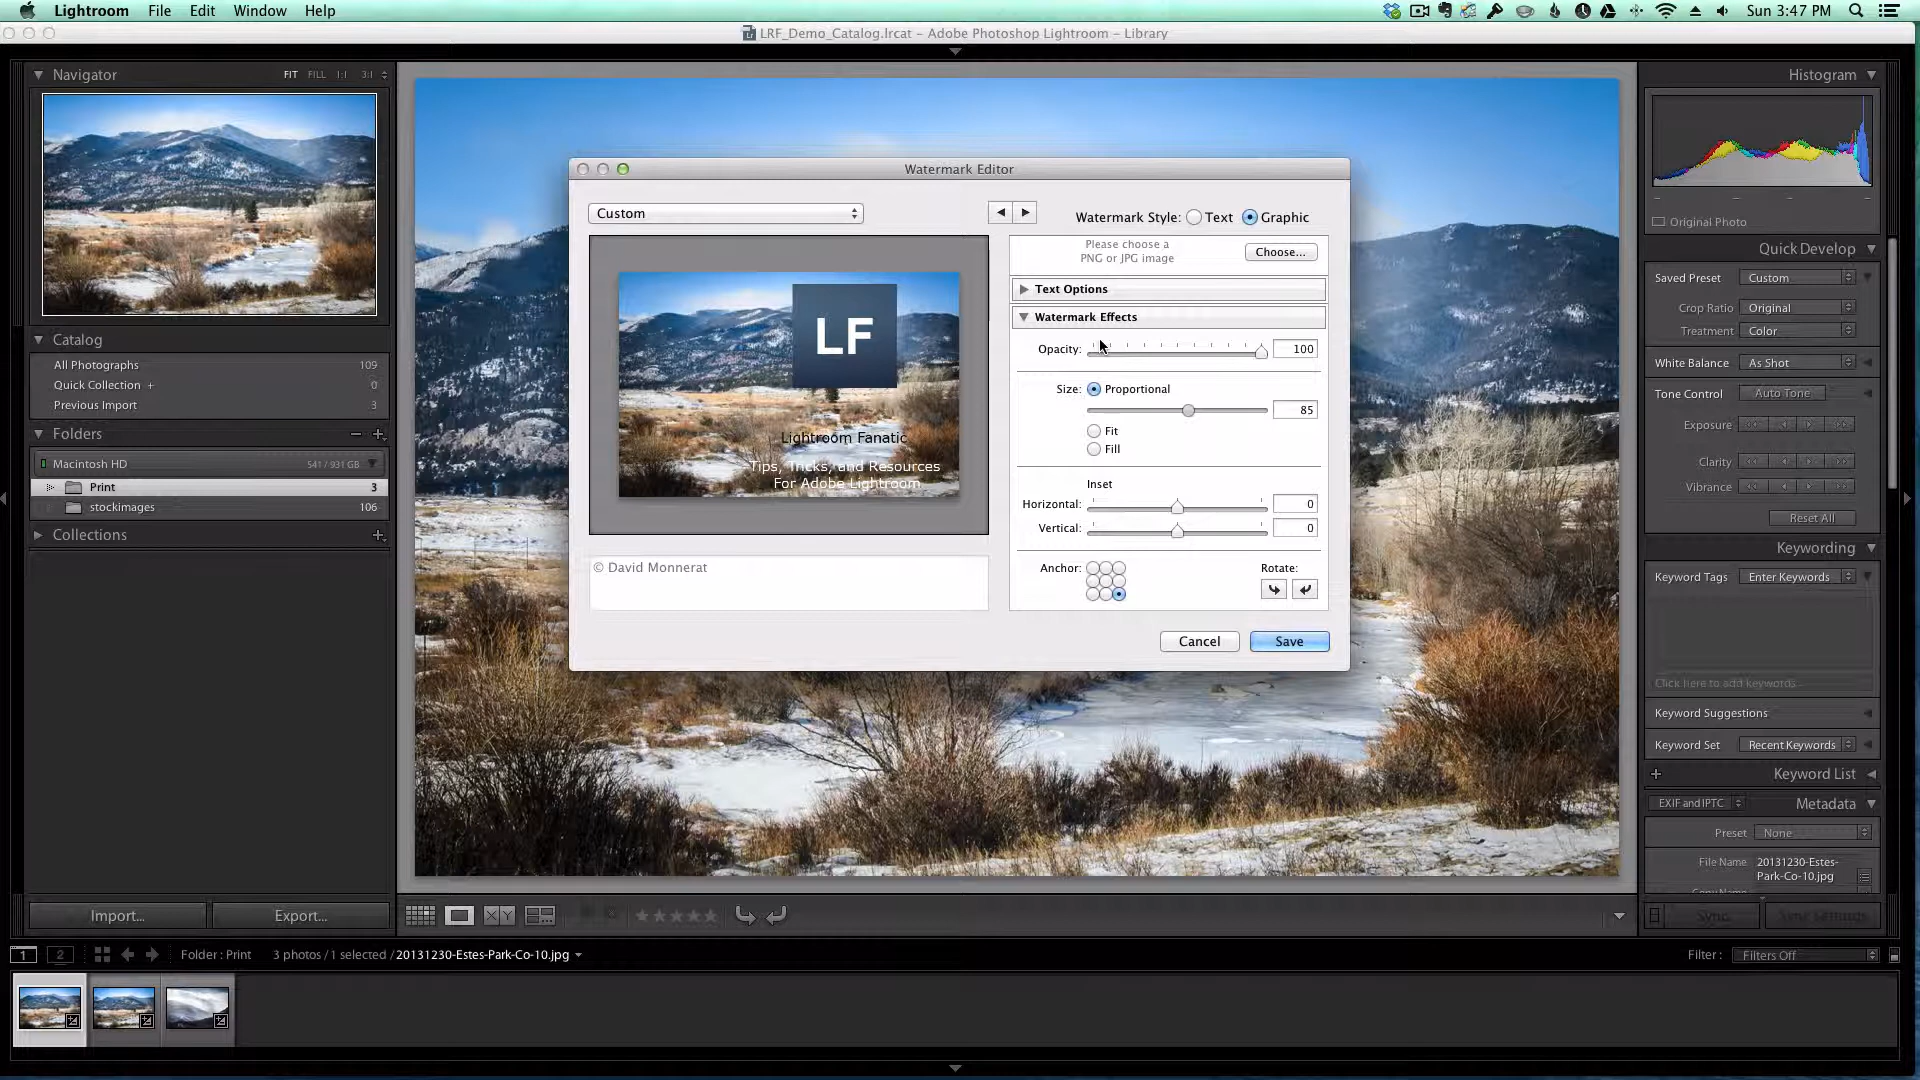 Lightroom File Edit Window Help
Sun 3:47 PM
LRF_Demo_Catalog.lrcat - Adobe Photoshop Lightroom - Library
Navigator
FIT FILL 1:1 3:1
Catalog
All Photographs 109
Quick Collection + 0
Previous Import 3
Folders
Macintosh HD 541 / 931 GB
Print 3
stockimages 106
Collections
Import...
Export...
Watermark Editor
Custom
Watermark Style: Text Graphic
LF
Lightroom Fanatic
Tips, Tricks, and Resources
For Adobe Lightroom
© David Monnerat
Please choose a
PNG or JPG image
Choose...
Text Options
Watermark Effects
Opacity: 100
Size: Proportional
85
Fit
Fill
Inset
Horizontal: 0
Vertical: 0
Anchor:
Rotate:
Cancel
Save
Histogram
Original Photo
Quick Develop
Saved Preset Custom
Crop Ratio Original
Treatment Color
White Balance As Shot
Tone Control Auto Tone
Exposure
Clarity
Vibrance
Reset All
Keywording
Keyword Tags Enter Keywords
Click here to add keywords
Keyword Suggestions
Keyword Set Recent Keywords
Keyword List
EXIF and IPTC Metadata
Preset None
File Name 20131230-Estes-
Park-Co-10.jpg
Copy Name
Sync Sync Settings
XY
1 2 Folder : Print 3 photos / 1 selected / 20131230-Estes-Park-Co-10.jpg
Filter : Filters Off